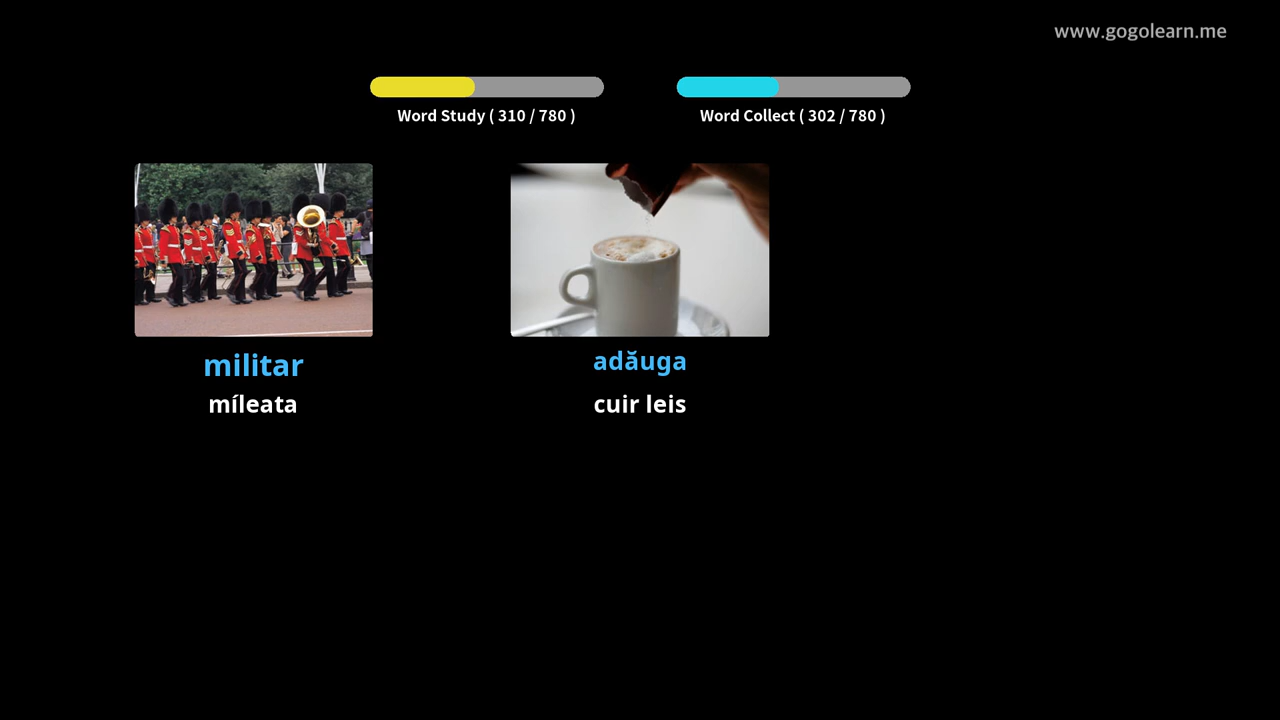 www.gogolearn.me
Word Study ( 310 / 780 )
Word Collect ( 302 / 780 )
militar
míleata
adăuga
cuir leis